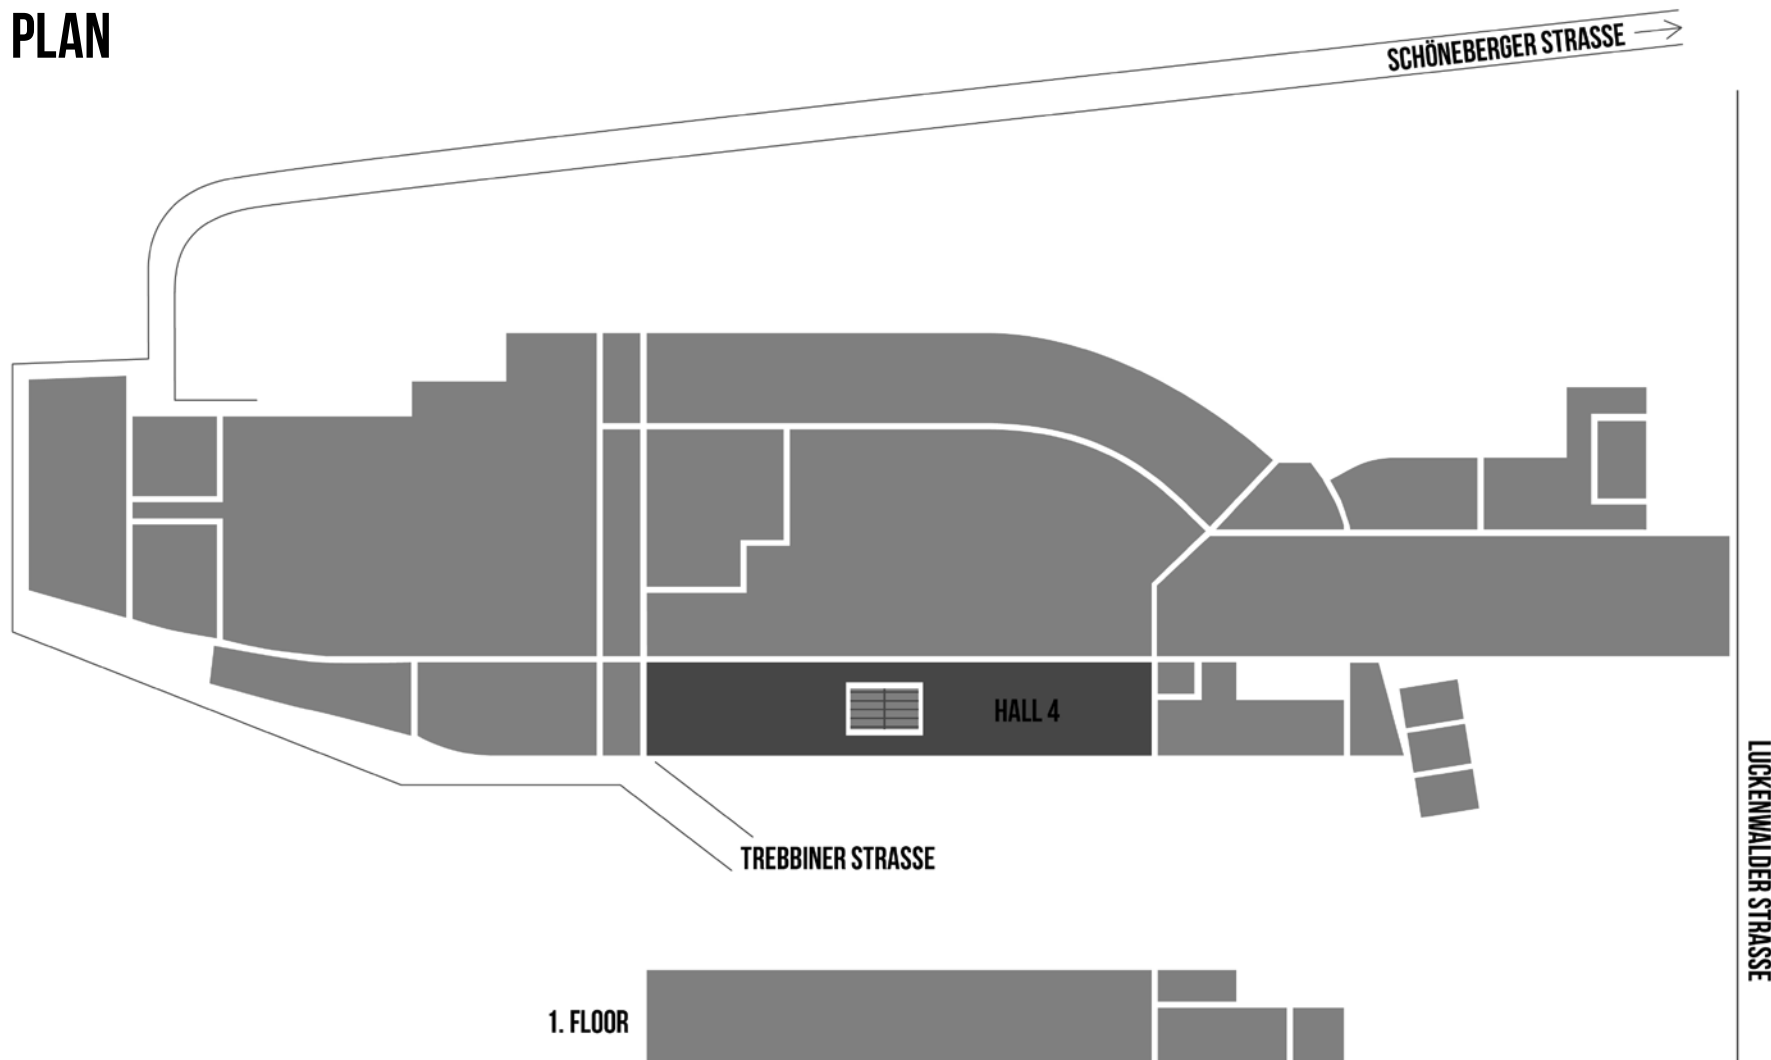 PLAN
SCHÖNEBERGER STRASSE
HALL 4
TREBBINER STRASSE
LUCKENWALDER STRASSE
1. FLOOR